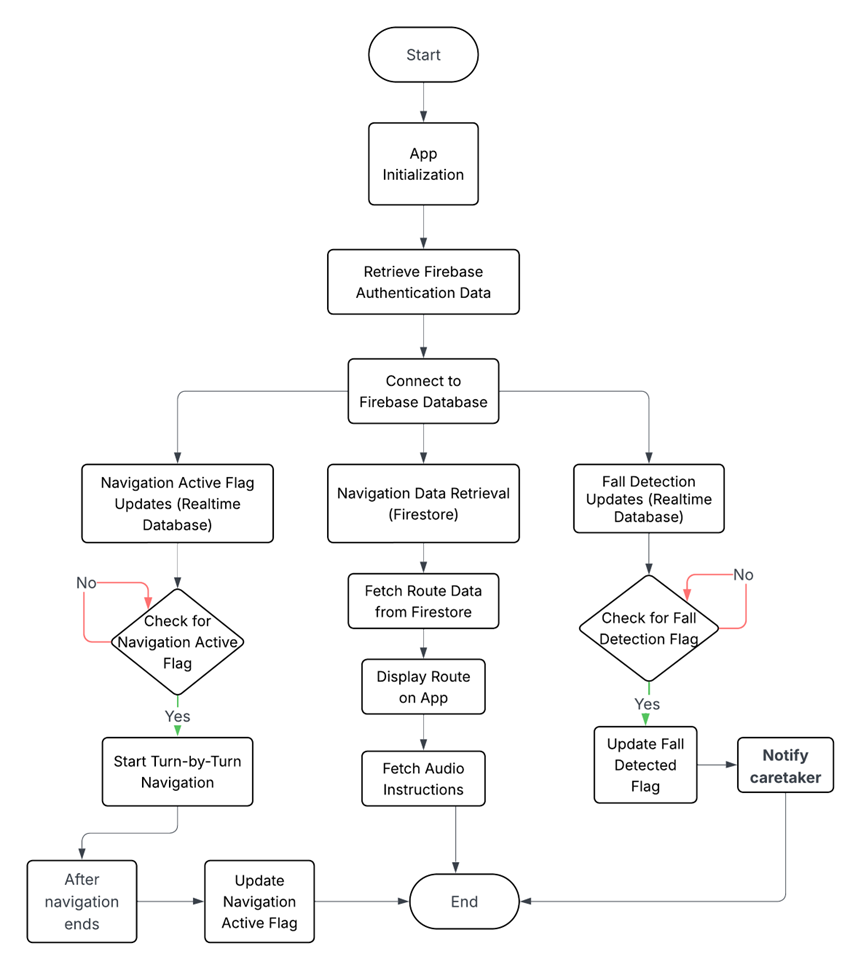 Start
App
Initialization
Retrieve Firebase
Authentication Data
Connect to
Firebase Database
Navigation Active Flag
Updates (Realtime
Database)
Navigation Data Retrieval
(Firestore)
Fall Detection
Updates (Realtime
Database)
No
Check for
Navigation Active
Flag
Yes
Fetch Route Data
from Firestore
No
Check for Fall
Detection Flag
Yes
Display Route
on App
Start Turn-by-Turn
Navigation
Fetch Audio
Instructions
Update Fall
Detected
Flag
Notify
caretaker
After
navigation
ends
Update
Navigation
Active Flag
End